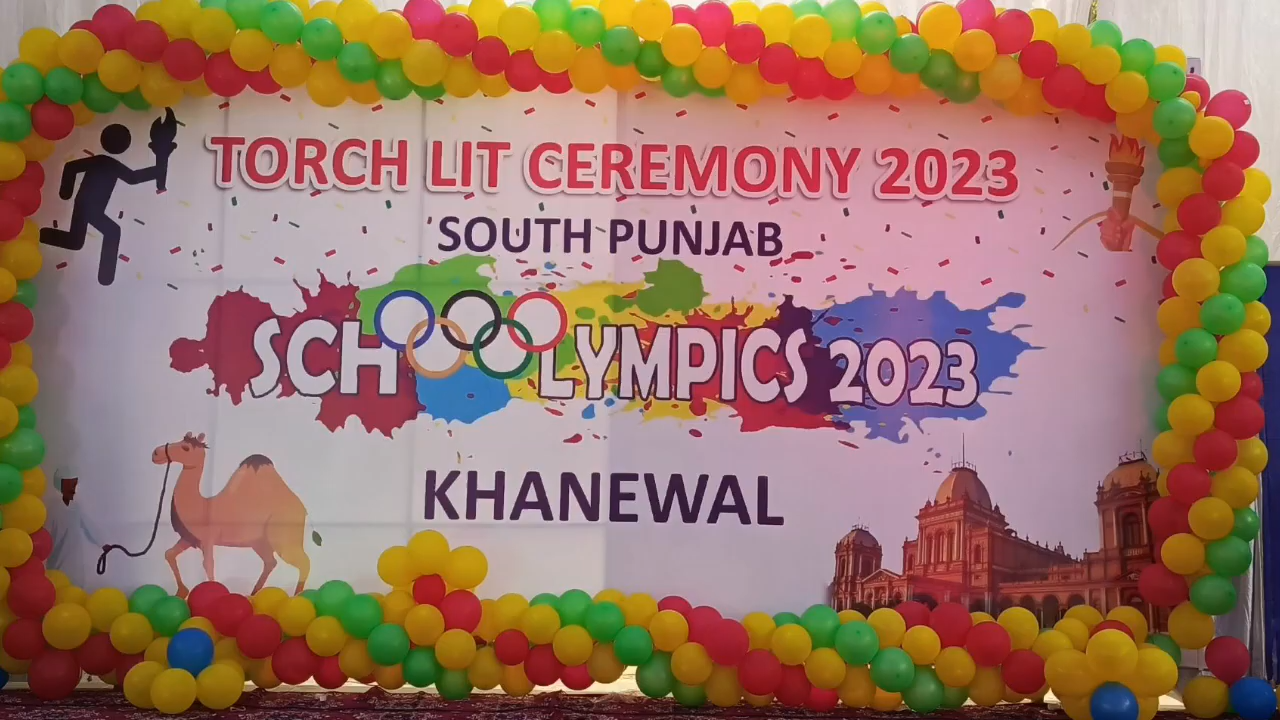 TORCH LIT CEREMONY 2023
SOUTH PUNJAB
SCHOOLYMPICS 2023
KHANEWAL